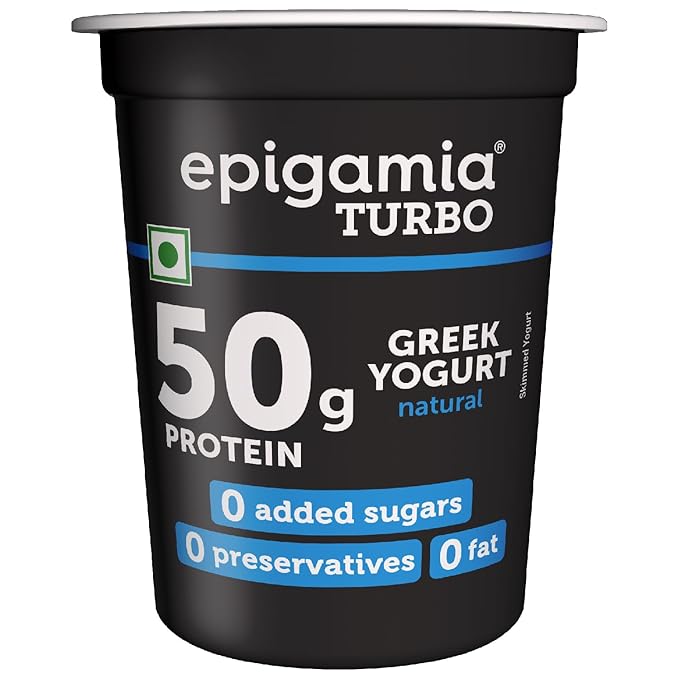 epigamia®
TURBO
50g
PROTEIN
GREEK
YOGURT
natural
Skimmed Yogurt
0 added sugars
0 preservatives
0 fat